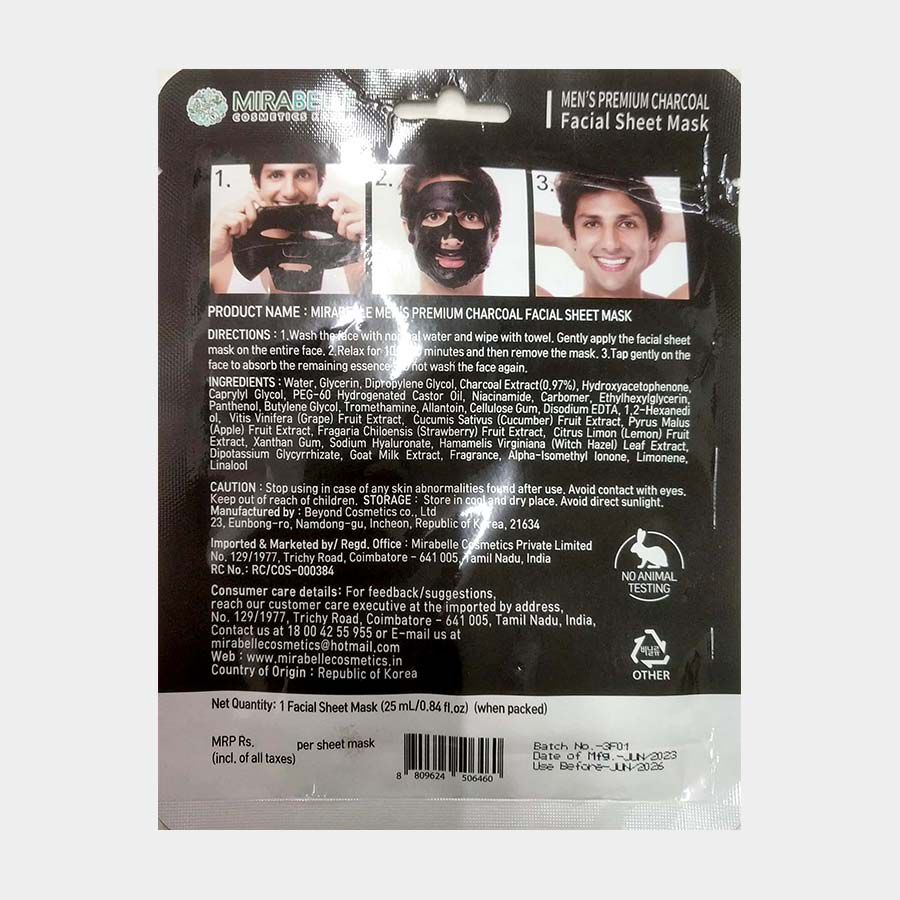 MIRABELLE
COSMETICS
MEN'S PREMIUM CHARCOAL
Facial Sheet Mask
1.
2.
3.
PRODUCT NAME : MIRABELLE MEN'S PREMIUM CHARCOAL FACIAL SHEET MASK
DIRECTIONS : 1.Wash the face with normal water and wipe with towel. Gently apply the facial sheet
mask on the entire face. 2.Relax for minutes and then remove the mask. 3.Tap gently on the
face to absorb the remaining essence. Do not wash the face again.
INGREDIENTS : Water, Glycerin, Dipropylene Glycol, Charcoal Extract(0.97%), Hydroxyacetophenone,
Caprylyl Glycol, PEG-60 Hydrogenated Castor Oil, Niacinamide, Carbomer, Ethylhexylglycerin,
Panthenol, Butylene Glycol, Tromethamine, Allantoin, Cellulose Gum, Disodium EDTA, 1,2-Hexanedi
ol, Vitis Vinifera (Grape) Fruit Extract, Cucumis Sativus (Cucumber) Fruit Extract, Pyrus Malus
(Apple) Fruit Extract, Fragaria Chiloensis (Strawberry) Fruit Extract, Citrus Limon (Lemon) Fruit
Extract, Xanthan Gum, Sodium Hyaluronate, Hamamelis Virginiana (Witch Hazel) Leaf Extract,
Dipotassium Glycyrrhizate, Goat Milk Extract, Fragrance, Alpha-Isomethyl Ionone, Limonene,
Linalool
CAUTION : Stop using in case of any skin abnormalities found after use. Avoid contact with eyes.
Keep out of reach of children. STORAGE : Store in cool and dry place. Avoid direct sunlight.
Manufactured by : Beyond Cosmetics co., Ltd
23, Eunbong-ro, Namdong-gu, Incheon, Republic of Korea, 21634
Imported & Marketed by/ Regd. Office : Mirabelle Cosmetics Private Limited
No. 129/1977, Trichy Road, Coimbatore - 641 005, Tamil Nadu, India
RC No.: RC/COS-000384
NO ANIMAL
TESTING
Consumer care details: For feedback/suggestions,
reach our customer care executive at the imported by address,
No. 129/1977, Trichy Road, Coimbatore - 641 005, Tamil Nadu, India,
Contact us at 18 00 42 55 955 or E-mail us at
mirabellecosmetics@hotmail.com
Web : www.mirabellecosmetics.in
Country of Origin : Republic of Korea
비닐류
OTHER
Net Quantity: 1 Facial Sheet Mask (25 mL/0.84 fl.oz) (when packed)
MRP Rs. per sheet mask
(incl. of all taxes)
8 809624 506460
Batch No.-3F01
Date of Mfg.-JUN/2023
Use Before-JUN/2026